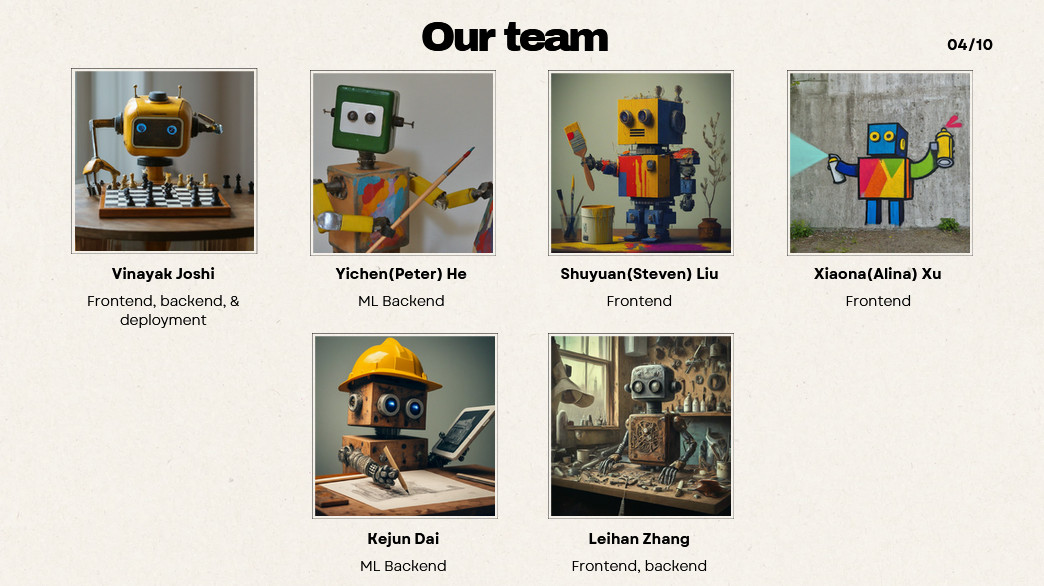 Our team
04/10
Vinayak Joshi
Frontend, backend, &
deployment
Yichen(Peter) He
ML Backend
Shuyuan(Steven) Liu
Frontend
Xiaona(Alina) Xu
Frontend
Kejun Dai
ML Backend
Leihan Zhang
Frontend, backend